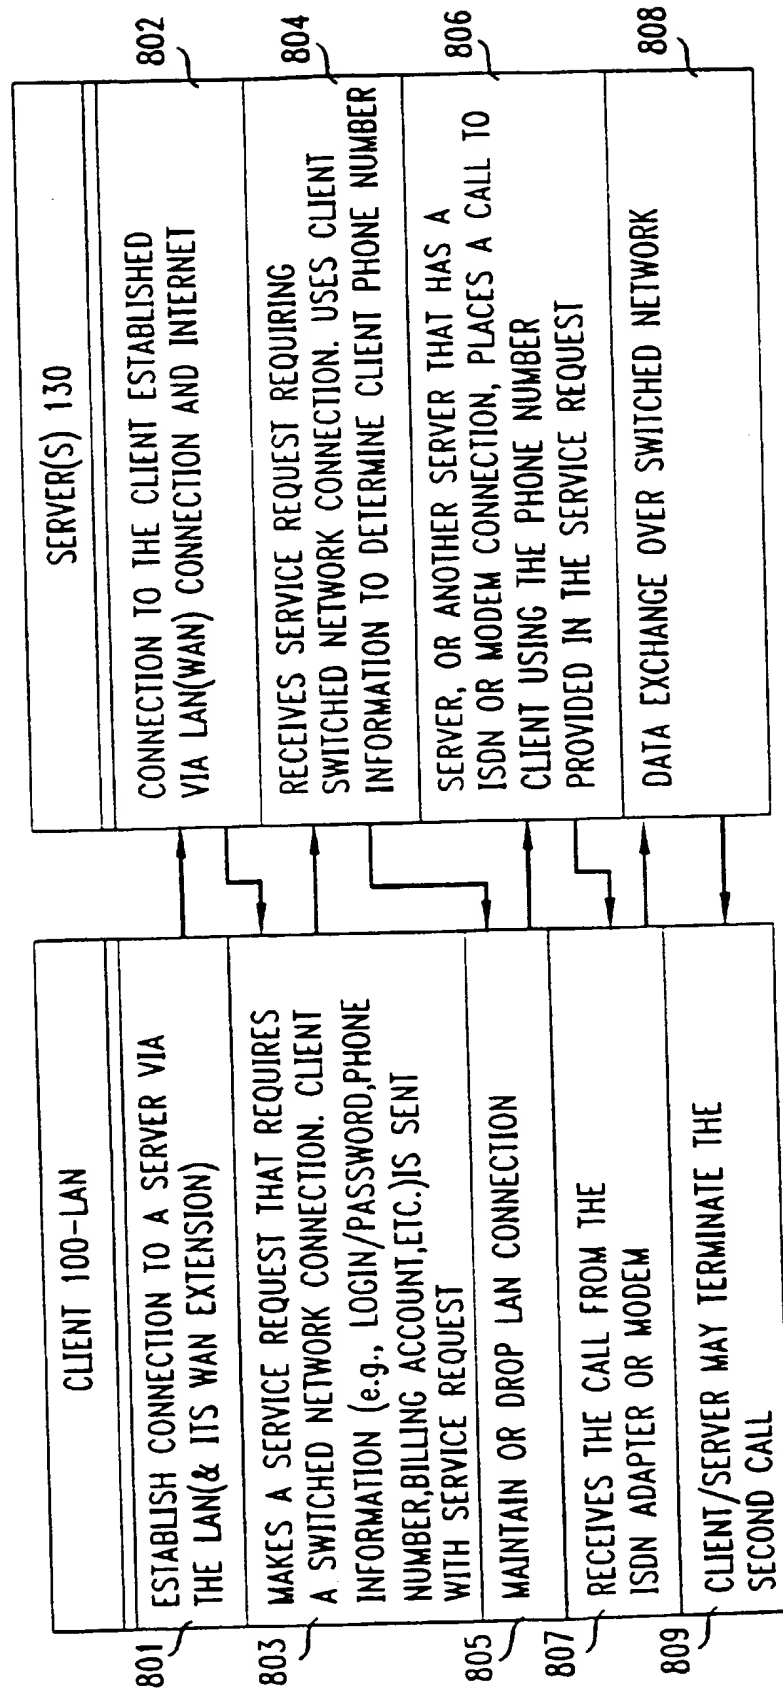 CLIENT 100-LAN
801
ESTABLISH CONNECTION TO A SERVER VIA
THE LAN(& ITS WAN EXTENSION)
803
MAKES A SERVICE REQUEST THAT REQUIRES
A SWITCHED NETWORK CONNECTION. CLIENT
INFORMATION (e.g., LOGIN/PASSWORD,PHONE
NUMBER,BILLING ACCOUNT,ETC.)IS SENT
WITH SERVICE REQUEST
805
MAINTAIN OR DROP LAN CONNECTION
807
RECEIVES THE CALL FROM THE
ISDN ADAPTER OR MODEM
809
CLIENT/SERVER MAY TERMINATE THE
SECOND CALL
SERVER(S) 130
CONNECTION TO THE CLIENT ESTABLISHED
VIA LAN(WAN) CONNECTION AND INTERNET
802
RECEIVES SERVICE REQUEST REQUIRING
SWITCHED NETWORK CONNECTION. USES CLIENT
INFORMATION TO DETERMINE CLIENT PHONE NUMBER
804
SERVER, OR ANOTHER SERVER THAT HAS A
ISDN OR MODEM CONNECTION, PLACES A CALL TO
CLIENT USING THE PHONE NUMBER
PROVIDED IN THE SERVICE REQUEST
806
DATA EXCHANGE OVER SWITCHED NETWORK
808